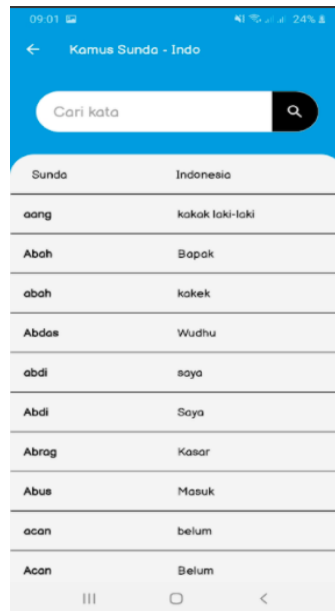 09:01 24%
Kamus Sunda - Indo
Cari kata
Sunda Indonesia
aang kakak laki-laki
Abah Bapak
abah kakek
Abdas Wudhu
abdi saya
Abdi Saya
Abrag Kasar
Abus Masuk
acan belum
Acan Belum